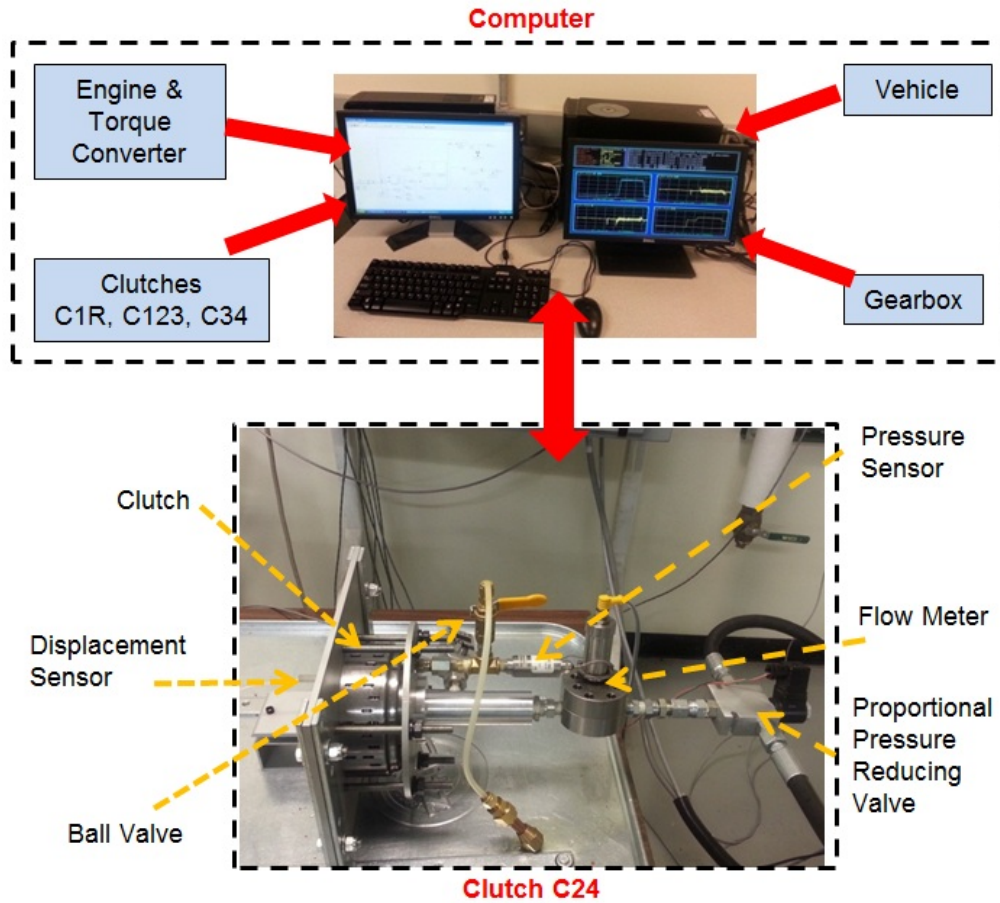 Computer
Engine &
Torque
Converter
Vehicle
Clutches
C1R, C123, C34
Gearbox
Pressure
Sensor
Clutch
Flow Meter
Displacement
Sensor
Proportional
Pressure
Reducing
Valve
Ball Valve
Clutch C24